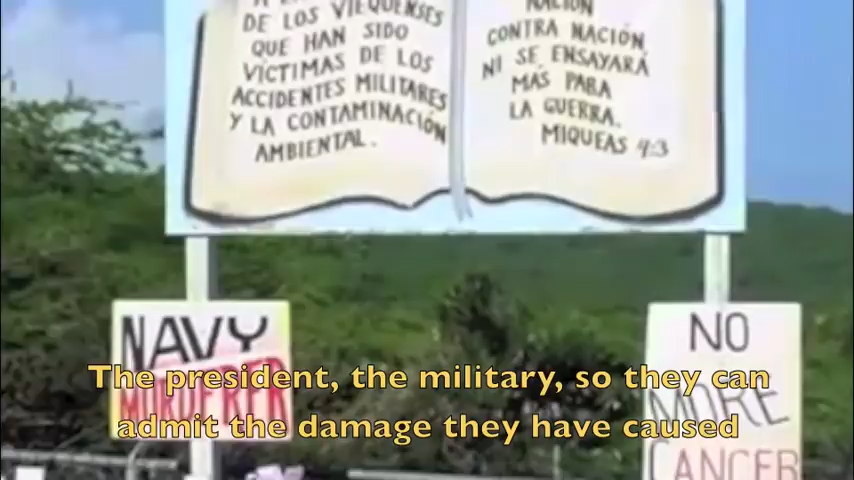 DE LOS VIEQUENSES
QUE HAN SIDO
VÍCTIMAS DE LOS
ACCIDENTES MILITARES
Y LA CONTAMINACIÓN
AMBIENTAL.
NACIÓN
CONTRA NACIÓN,
NI SE ENSAYARÁ
MÁS PARA
LA GUERRA.
MIQUEAS 4:3
NAVY
MURDERER
NO
MORE
CANCER
The president, the military, so they can
admit the damage they have caused